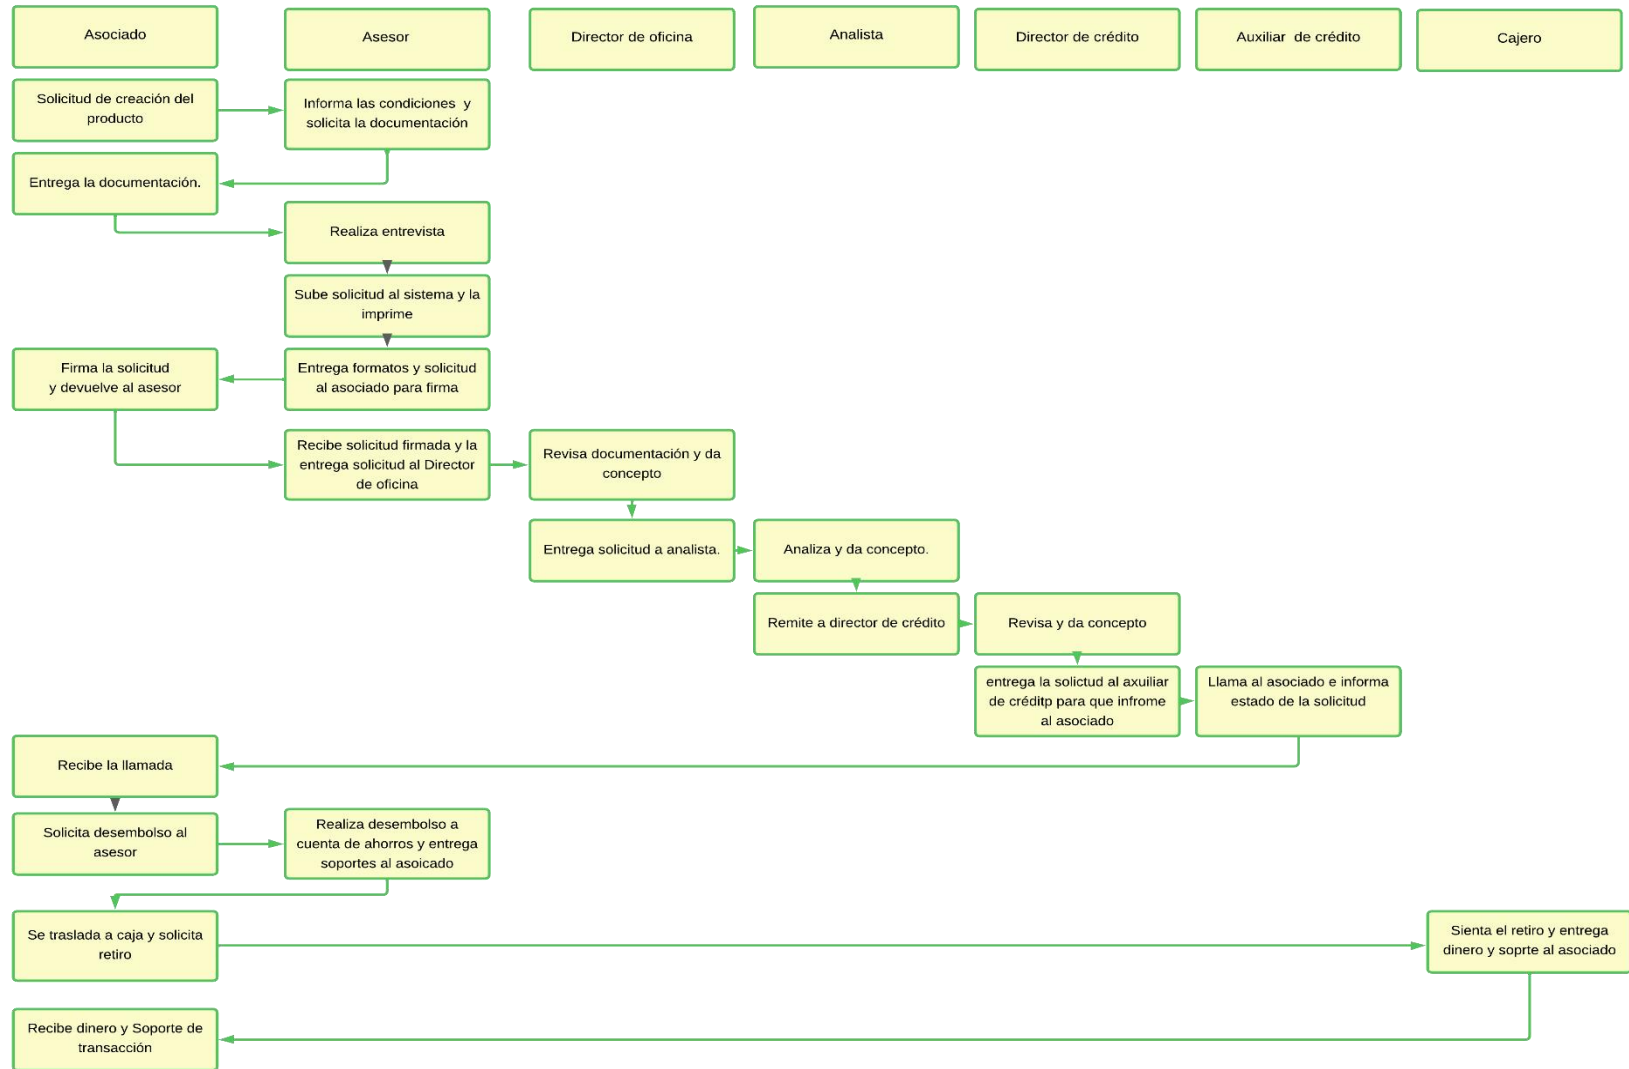 Asociado
Asesor
Director de oficina
Analista
Director de crédito
Auxiliar  de crédito
Cajero
Solicitud de creación del
producto
Informa las condiciones  y
solicita la documentación
Entrega la documentación.
Realiza entrevista
Sube solicitud al sistema y la
imprime
Firma la solicitud
y devuelve al asesor
Entrega formatos y solicitud
al asociado para firma
Recibe solicitud firmada y la
entrega solicitud al Director
de oficina
Revisa documentación y da
concepto
Entrega solicitud a analista.
Analiza y da concepto.
Remite a director de crédito
Revisa y da concepto
entrega la solictud al axuiliar
de créditp para que infrome
al asociado
Llama al asociado e informa
estado de la solicitud
Recibe la llamada
Solicita desembolso al
asesor
Realiza desembolso a
cuenta de ahorros y entrega
soportes al asoicado
Se traslada a caja y solicita
retiro
Sienta el retiro y entrega
dinero y soprte al asociado
Recibe dinero y Soporte de
transacción